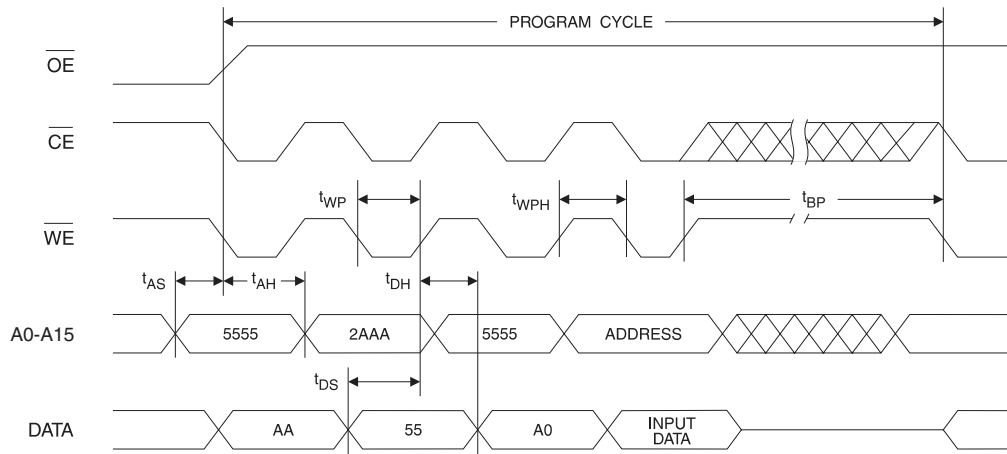 PROGRAM CYCLE
OE
CE
tWP
tWPH
tBP
WE
tAS
tAH
tDH
A0-A15
5555
2AAA
5555
ADDRESS
tDS
DATA
AA
55
A0
INPUT
DATA